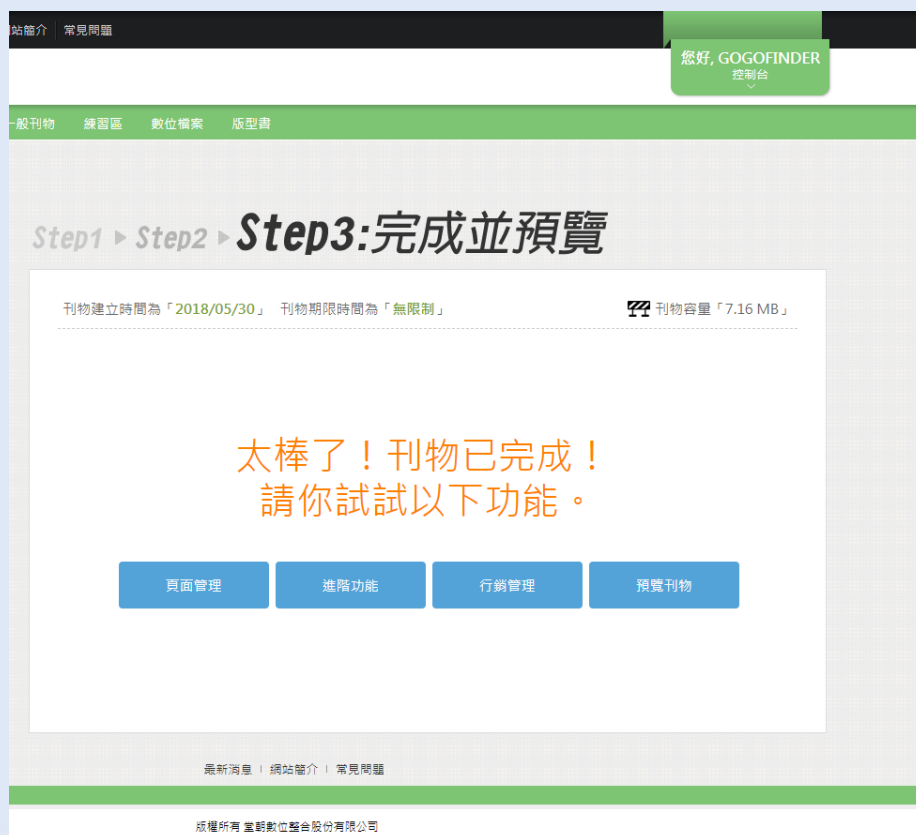 站簡介 常見問題
您好, GOGOFINDER
控制台
一般刊物 練習區 數位檔案 版型書
Step1 Step2 Step3:完成並預覽
刊物建立時間為「2018/05/30」 刊物期限時間為「無限制」 刊物容量「7.16 MB」
太棒了！刊物已完成！
請你試試以下功能。
頁面管理 進階功能 行銷管理 預覽刊物
最新消息 | 網站簡介 | 常見問題
版權所有 堂朝數位整合股份有限公司